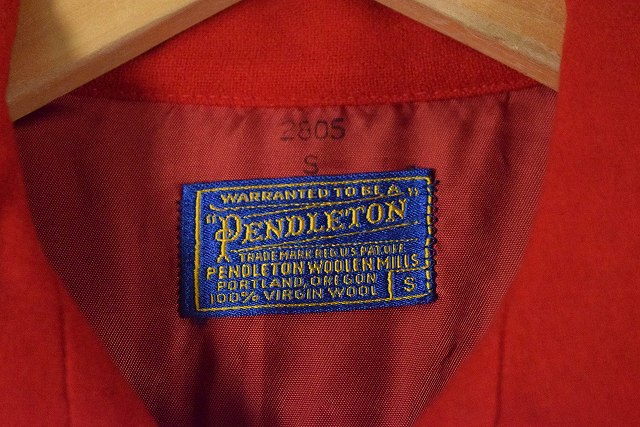 2805
S
WARRANTED TO BE A
"PENDLETON"
TRADE MARK REG. U.S. PAT. OFF.
PENDLETON WOOLEN MILLS
PORTLAND, OREGON
100% VIRGIN WOOL S